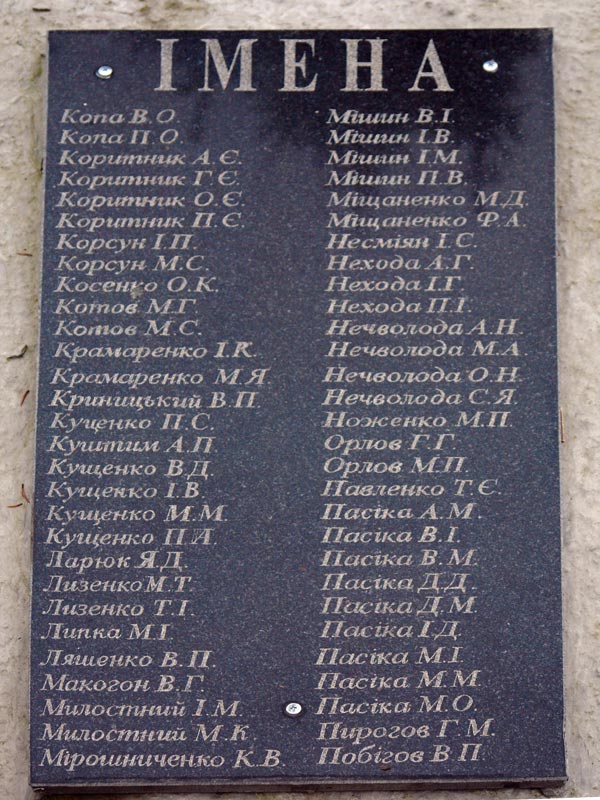 ІМЕНА
Копа В.О.
Копа П.О.
Коритник А.Є.
Коритник Г.Є.
Коритник О.Є.
Коритник П.Є.
Корсун І.П.
Корсун М.С.
Косенко О.К.
Котов М.Г.
Котов М.С.
Крамаренко І.К.
Крамаренко М.Я.
Криницький В.П.
Куценко П.С.
Куштим А.П.
Кущенко В.Д.
Кущенко І.В.
Кущенко М.М.
Кущенко П.А.
Ларюк Я.Д.
Лизенко М.Т.
Лизенко Т.І.
Липка М.І.
Ляшенко В.П.
Макогон В.Г.
Милостний І.М.
Милостний М.К.
Мірошниченко К.В.
Мішин В.І.
Мішин І.В.
Мішин І.М.
Мішин П.В.
Міщаненко М.Д.
Міщаненко Ф.А.
Несміян І.С.
Нехода А.Г.
Нехода І.Г.
Нехода П.І.
Нечволода А.Н.
Нечволода М.А.
Нечволода О.Н.
Нечволода С.Я.
Ноженко М.П.
Орлов Г.Г.
Орлов М.П.
Павленко Т.Є.
Пасіка А.М.
Пасіка В.І.
Пасіка В.М.
Пасіка Д.Д.
Пасіка Д.М.
Пасіка І.Д.
Пасіка М.І.
Пасіка М.М.
Пасіка М.О.
Пирогов Г.М.
Побігов В.П.